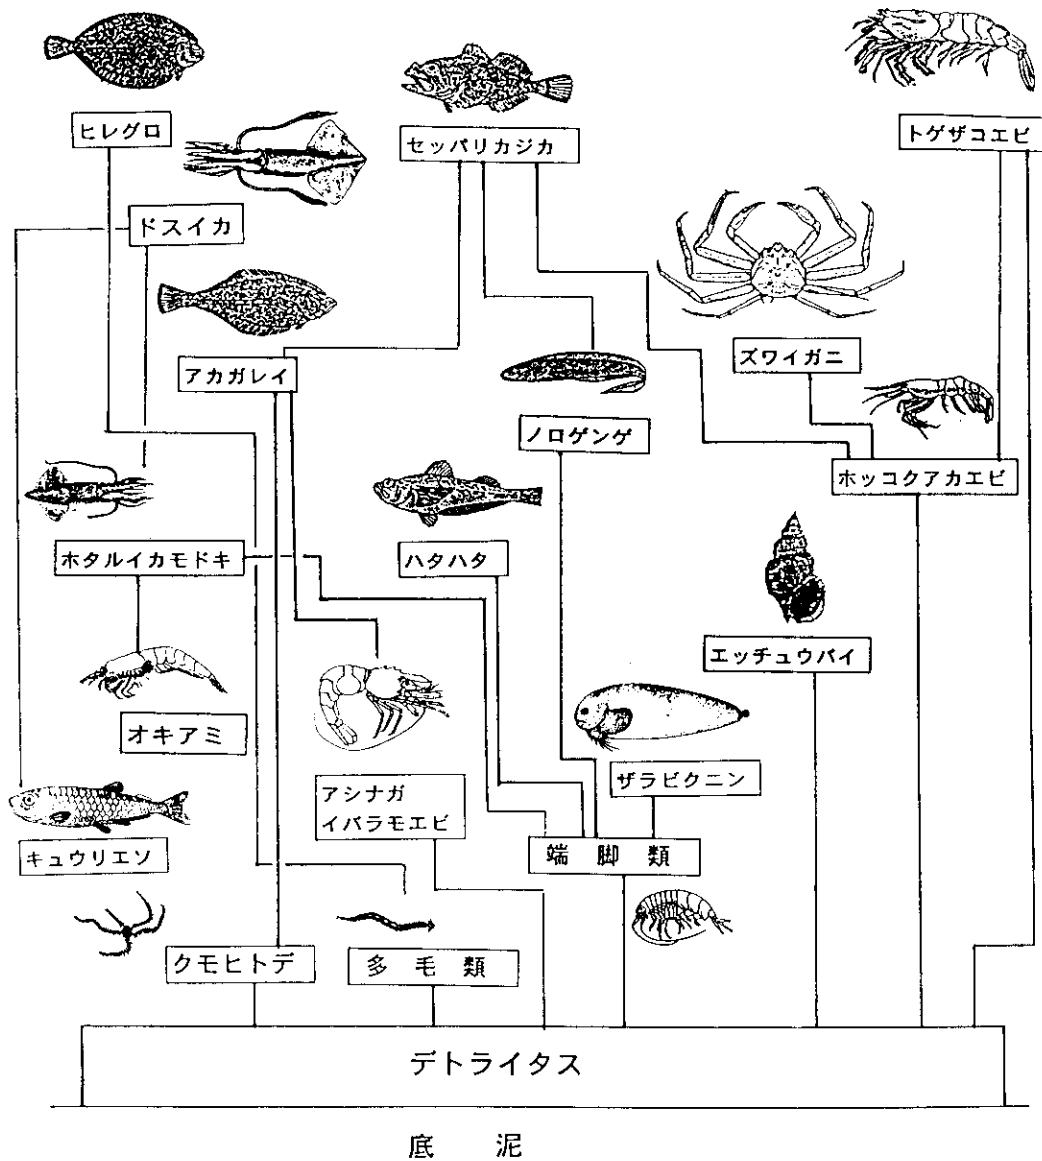 ヒレグロ
セッパリカジカ
トゲザコエビ
ドスイカ
アカガレイ
ズワイガニ
ノロゲンゲ
ホッコクアカエビ
ホタルイカモドキ
ハタハタ
エッチュウバイ
オキアミ
アシナガ
イバラモエビ
ザラビクニン
キュウリエソ
端脚類
クモヒトデ
多毛類
デトライタス
底泥